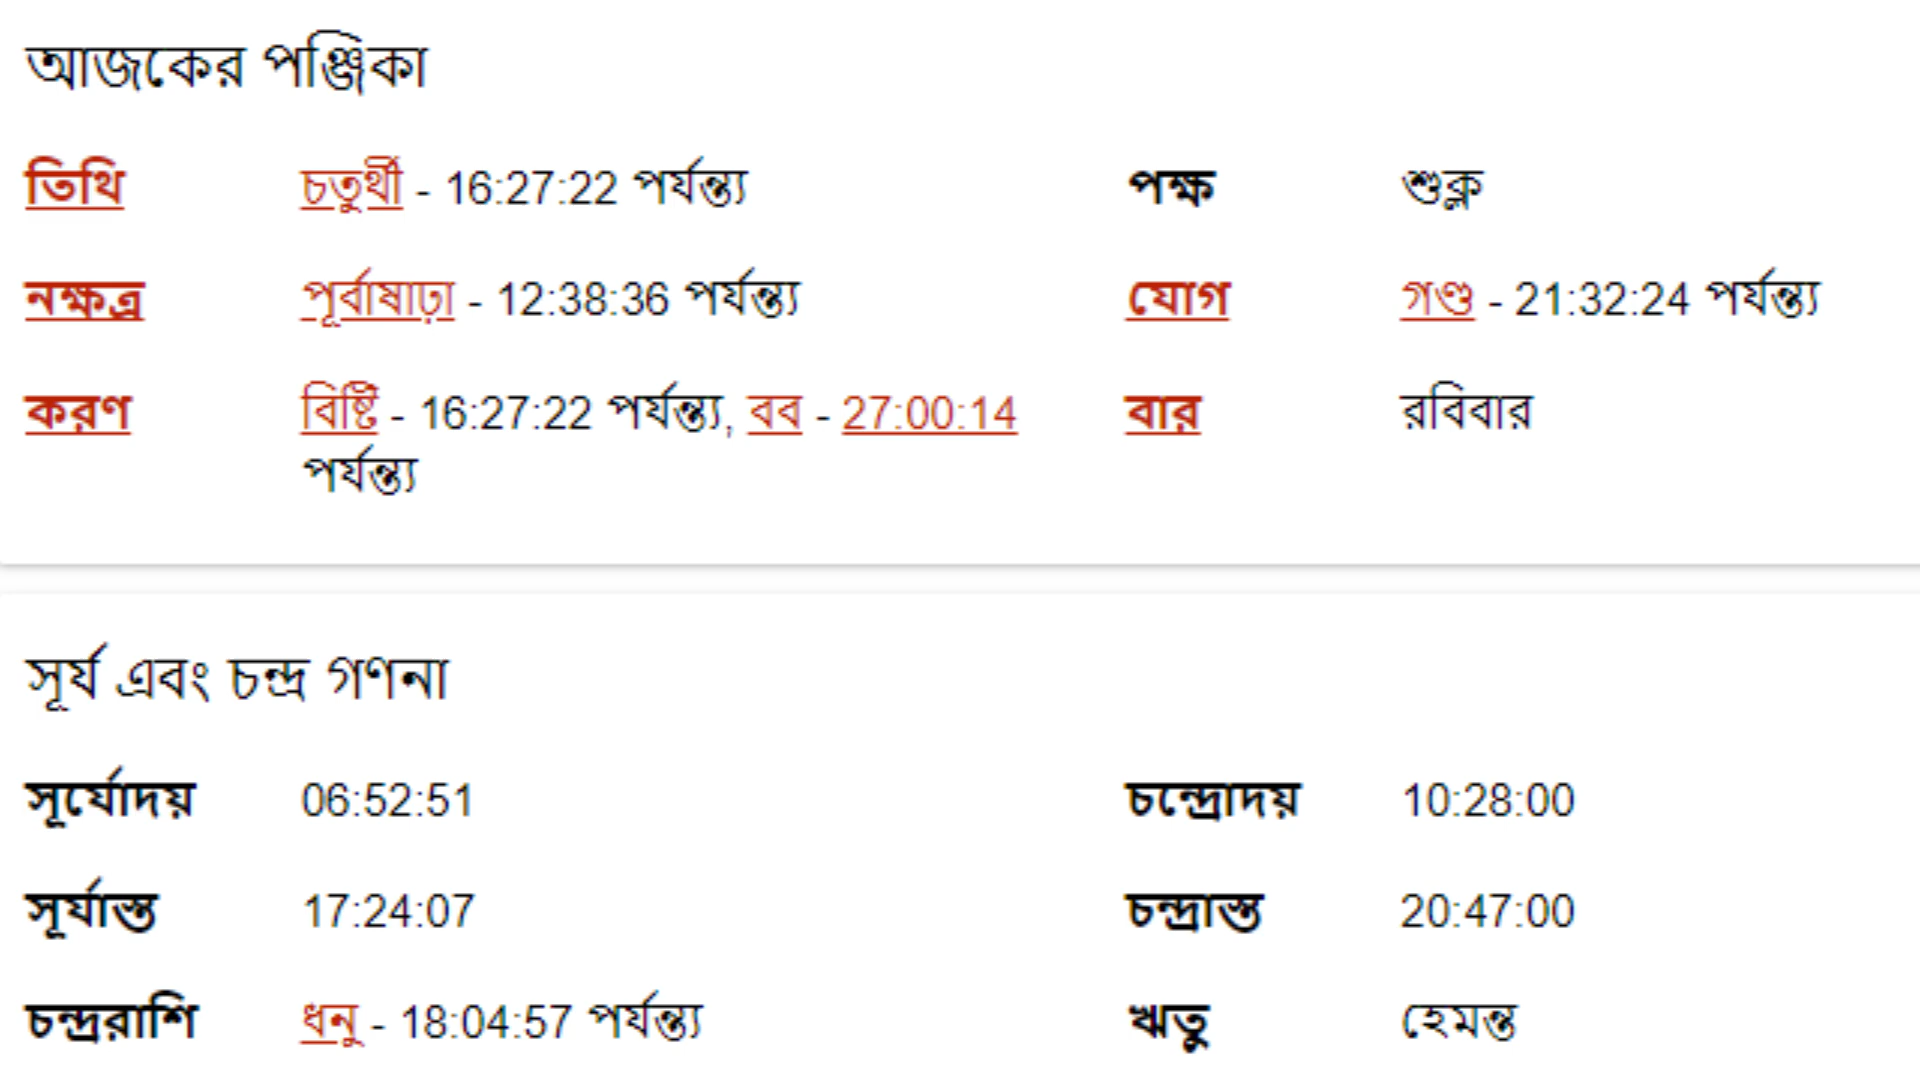 আজকের পঞ্জিকা
তিথি চতুর্থী - 16:27:22 পর্যন্ত্য পক্ষ শুক্ল
নক্ষত্র পূর্বাষাঢ়া - 12:38:36 পর্যন্ত্য যোগ গণ্ড - 21:32:24 পর্যন্ত্য
করণ বিষ্টি - 16:27:22 পর্যন্ত্য, বব - 27:00:14 বার রবিবার
পর্যন্ত্য
সূর্য এবং চন্দ্র গণনা
সূর্যোদয় 06:52:51 চন্দ্রোদয় 10:28:00
সূর্যাস্ত 17:24:07 চন্দ্রাস্ত 20:47:00
চন্দ্ররাশি ধনু - 18:04:57 পর্যন্ত্য ঋতু হেমন্ত